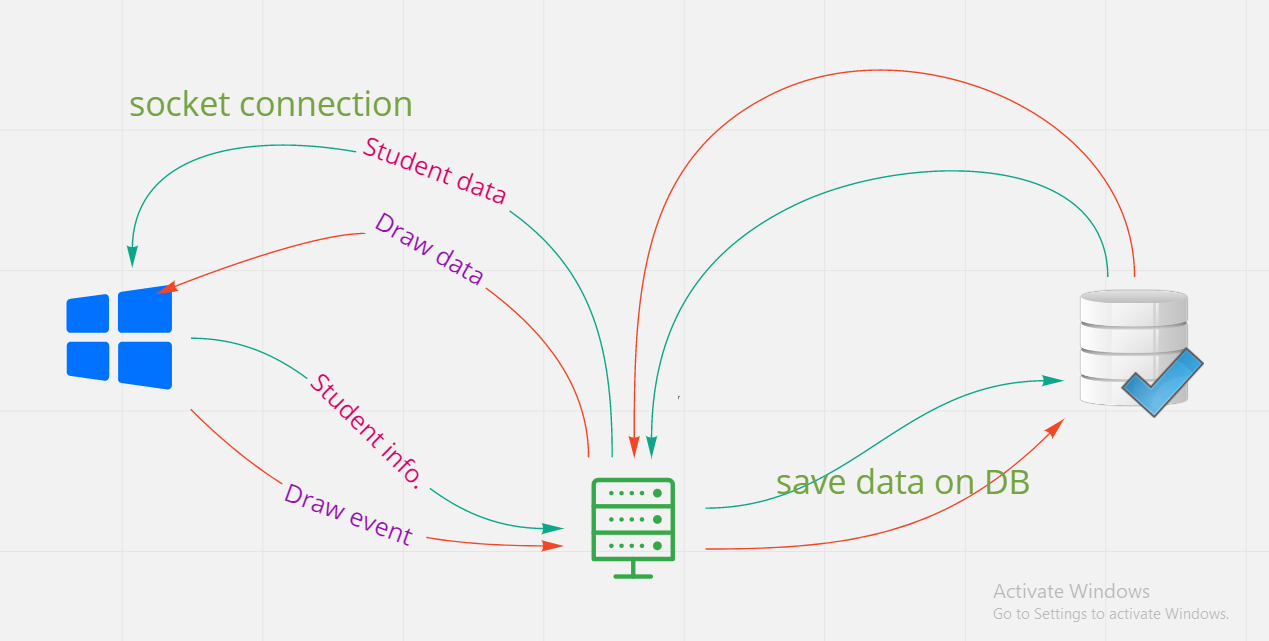 socket connection
Student data
Draw data
Student info.
Draw event
save data on DB
Activate Windows
Go to Settings to activate Windows.